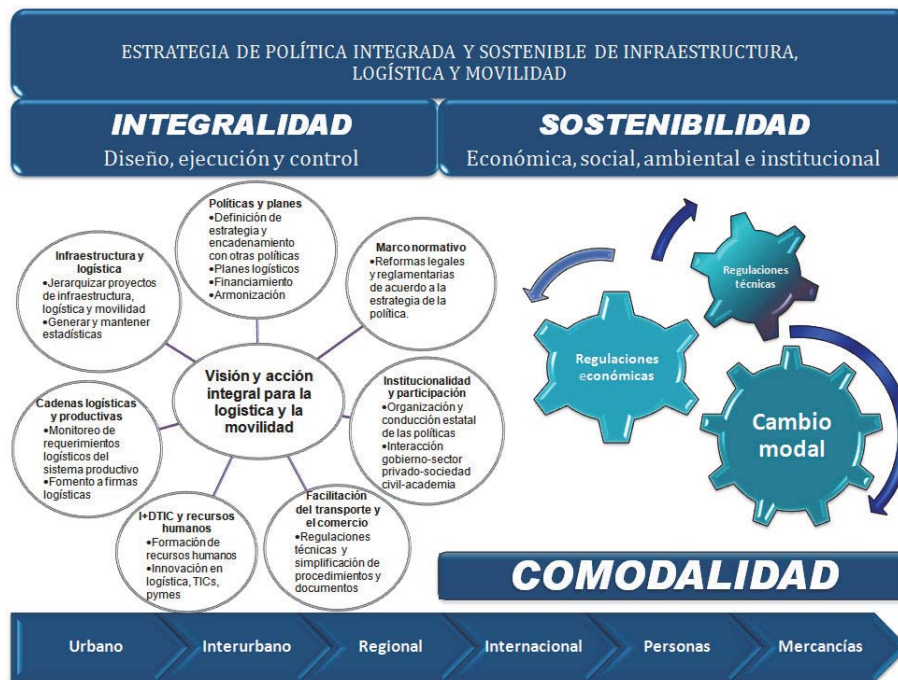 ESTRATEGIA DE POLÍTICA INTEGRADA Y SOSTENIBLE DE INFRAESTRUCTURA,
LOGÍSTICA Y MOVILIDAD
INTEGRALIDAD
Diseño, ejecución y control
SOSTENIBILIDAD
Económica, social, ambiental e institucional
Políticas y planes
•Definición de
estrategia y
encadenamiento
con otras políticas
•Planes logísticos
•Financiamiento
•Armonización
Infraestructura y
logística
•Jerarquizar proyectos
de infraestructura,
logística y movilidad
•Generar y mantener
estadísticas
Marco normativo
•Reformas legales
y reglamentarias
de acuerdo a la
estrategia de la
política.
Visión y acción
integral para la
logística y la
movilidad
Cadenas logísticas
y productivas
•Monitoreo de
requerimientos
logísticos del
sistema productivo
•Fomento a firmas
logísticas
Institucionalidad
y participación
•Organización y
conducción estatal
de las políticas
•Interacción
gobierno-sector
privado-sociedad
civil-academia
I+DTIC y recursos
humanos
•Formación de
recursos humanos
•Innovación en
logística, TICs,
pymes
Facilitación
del transporte y
el comercio
•Regulaciones
técnicas y
simplificación de
procedimientos y
documentos
Regulaciones
técnicas
Regulaciones
económicas
Cambio
modal
COMODALIDAD
Urbano
Interurbano
Regional
Internacional
Personas
Mercancías